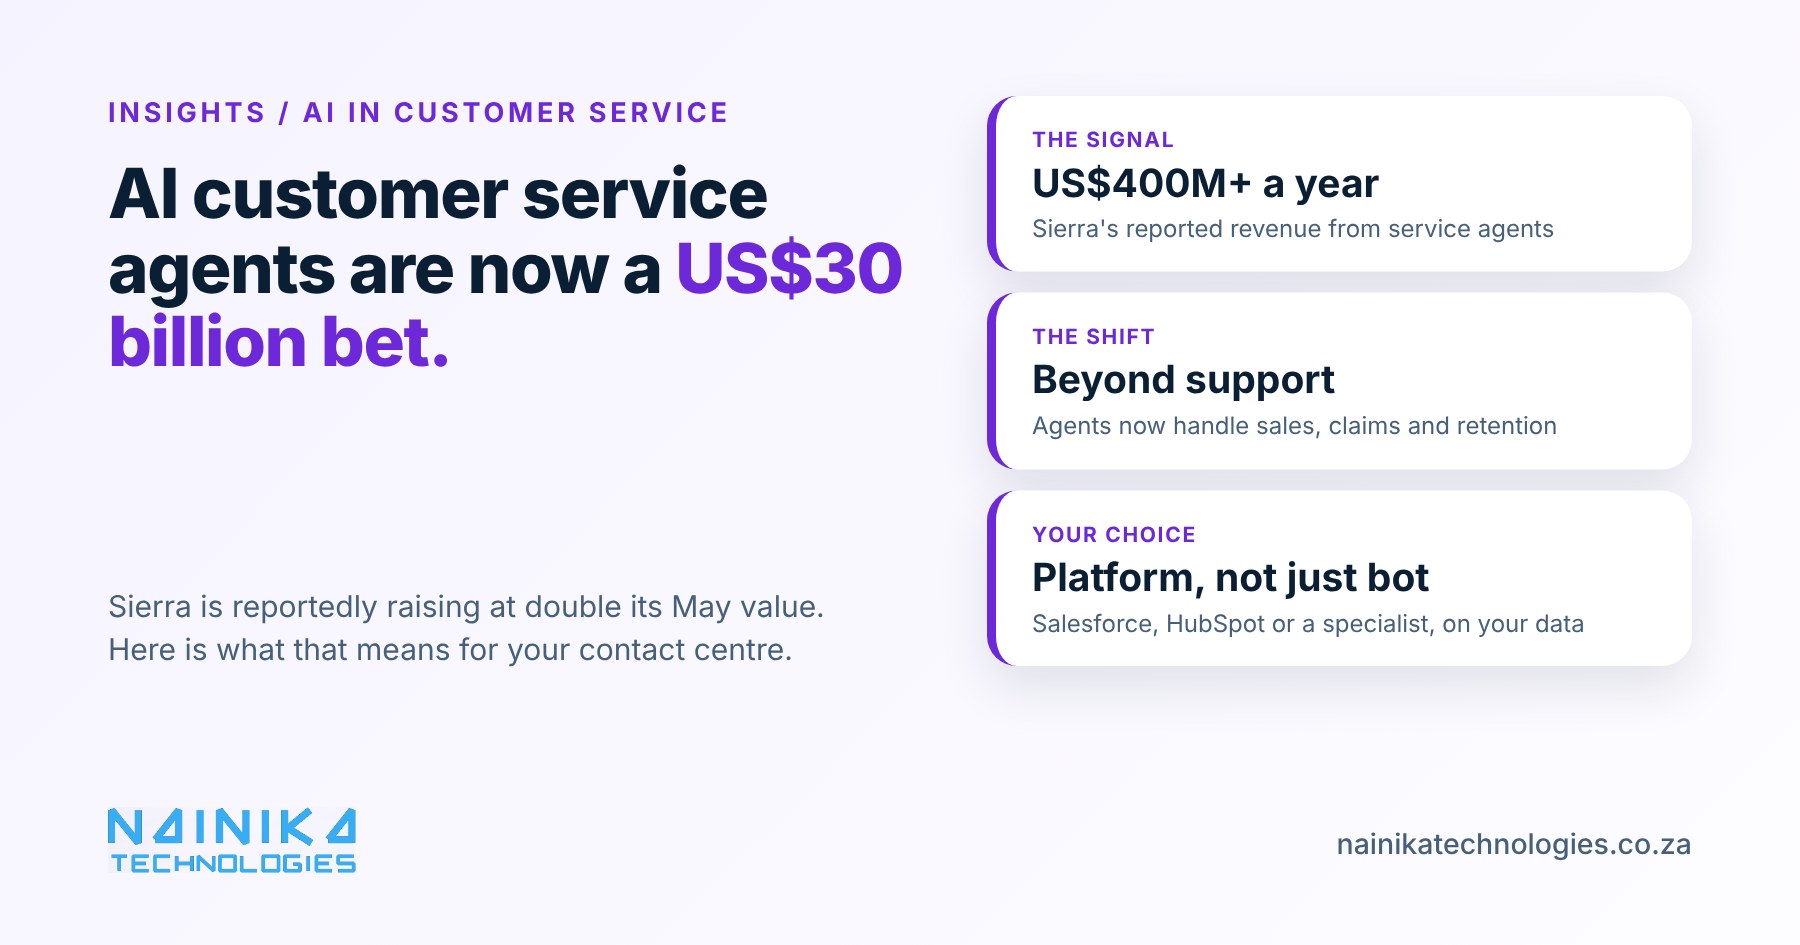 INSIGHTS / AI IN CUSTOMER SERVICE
AI customer service
agents are now a US$30
billion bet.
Sierra is reportedly raising at double its May value.
Here is what that means for your contact centre.
THE SIGNAL
US$400M+ a year
Sierra's reported revenue from service agents
THE SHIFT
Beyond support
Agents now handle sales, claims and retention
YOUR CHOICE
Platform, not just bot
Salesforce, HubSpot or a specialist, on your data
NAINIKA
TECHNOLOGIES
nainikatechnologies.co.za